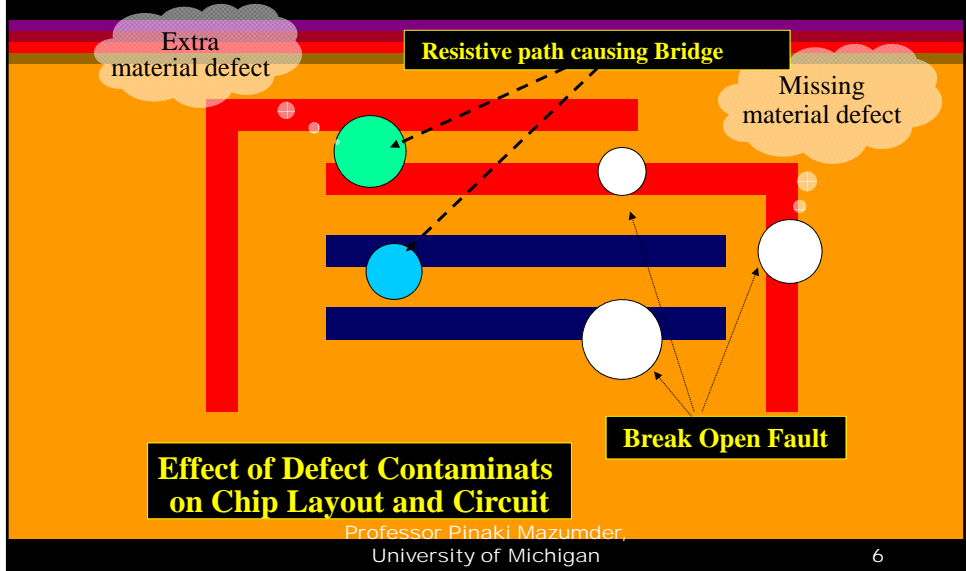 Extra
material defect
Resistive path causing Bridge
Missing
material defect
Break Open Fault
Effect of Defect Contaminats
on Chip Layout and Circuit
Professor Pinaki Mazumder,
University of Michigan
6